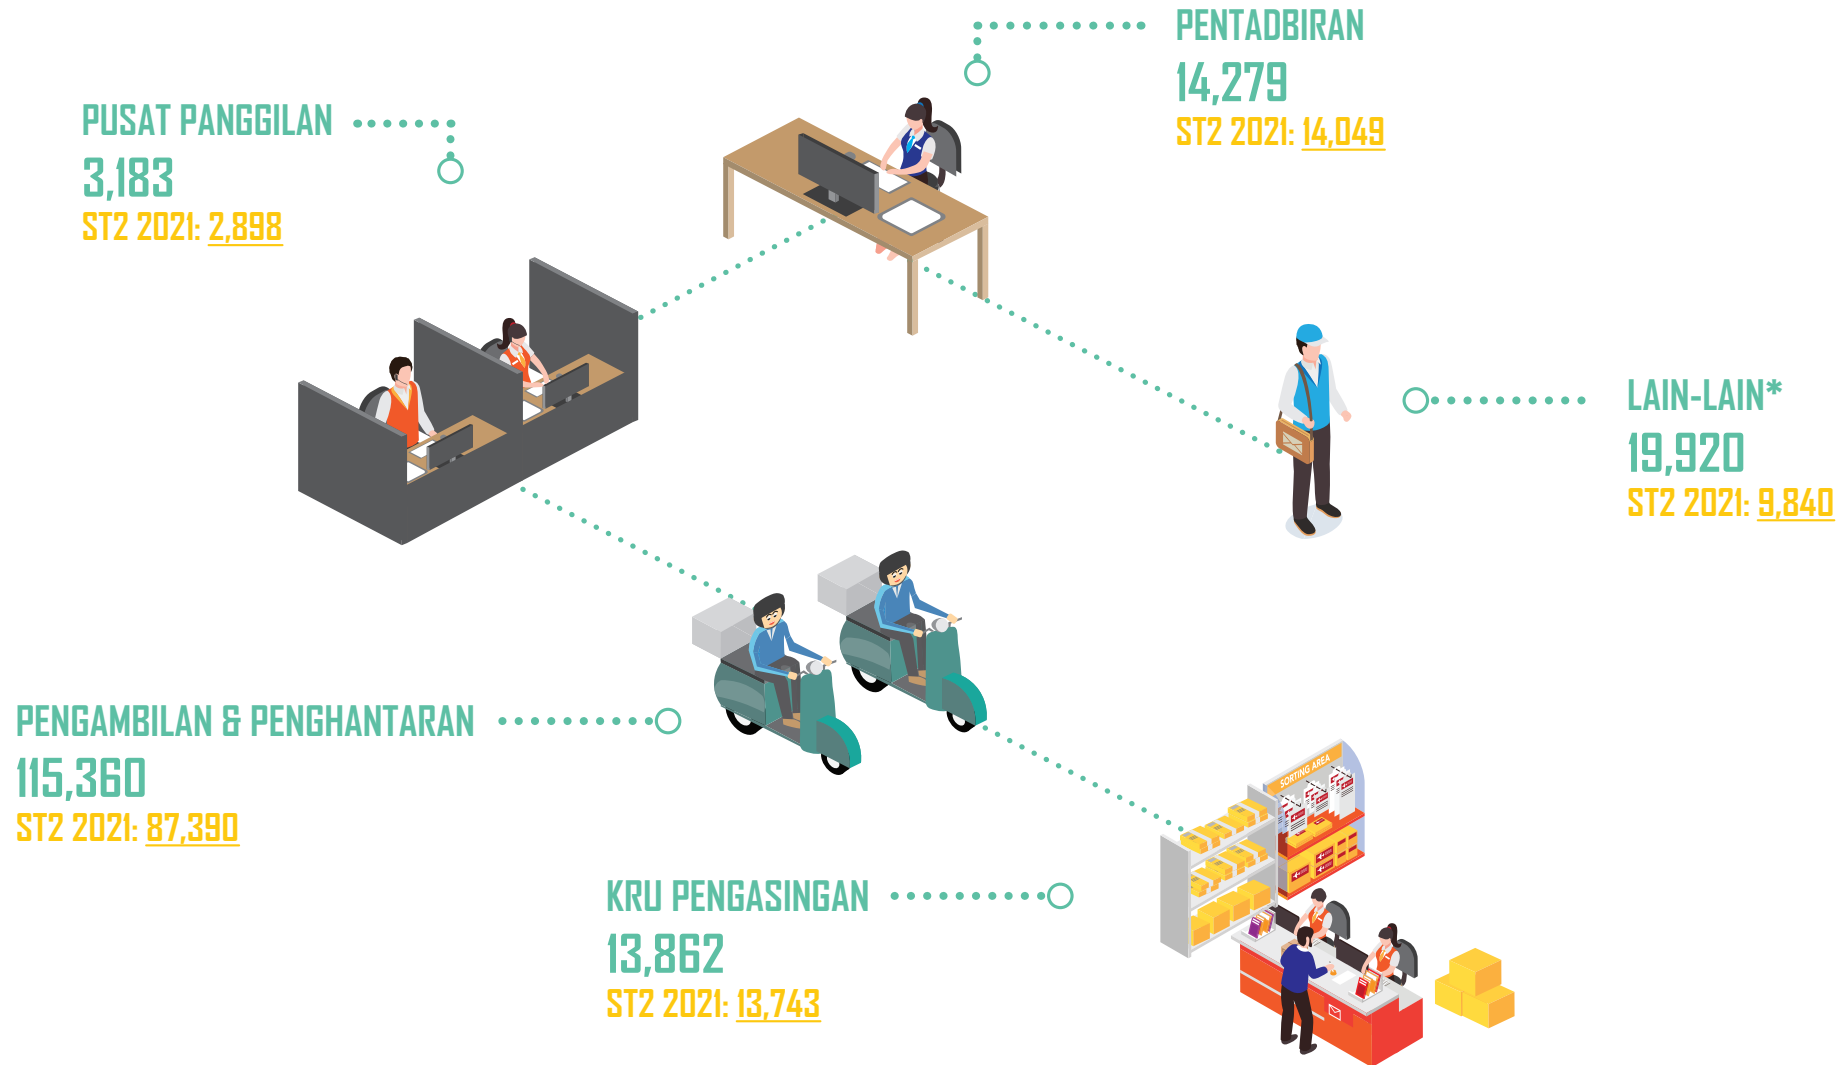 PENTADBIRAN
14,279
ST2 2021: 14,049
PUSAT PANGGILAN
3,183
ST2 2021: 2,898
LAIN-LAIN*
19,920
ST2 2021: 9,840
PENGAMBILAN & PENGHANTARAN
115,360
ST2 2021: 87,390
SORTING AREA
KRU PENGASINGAN
13,862
ST2 2021: 13,743